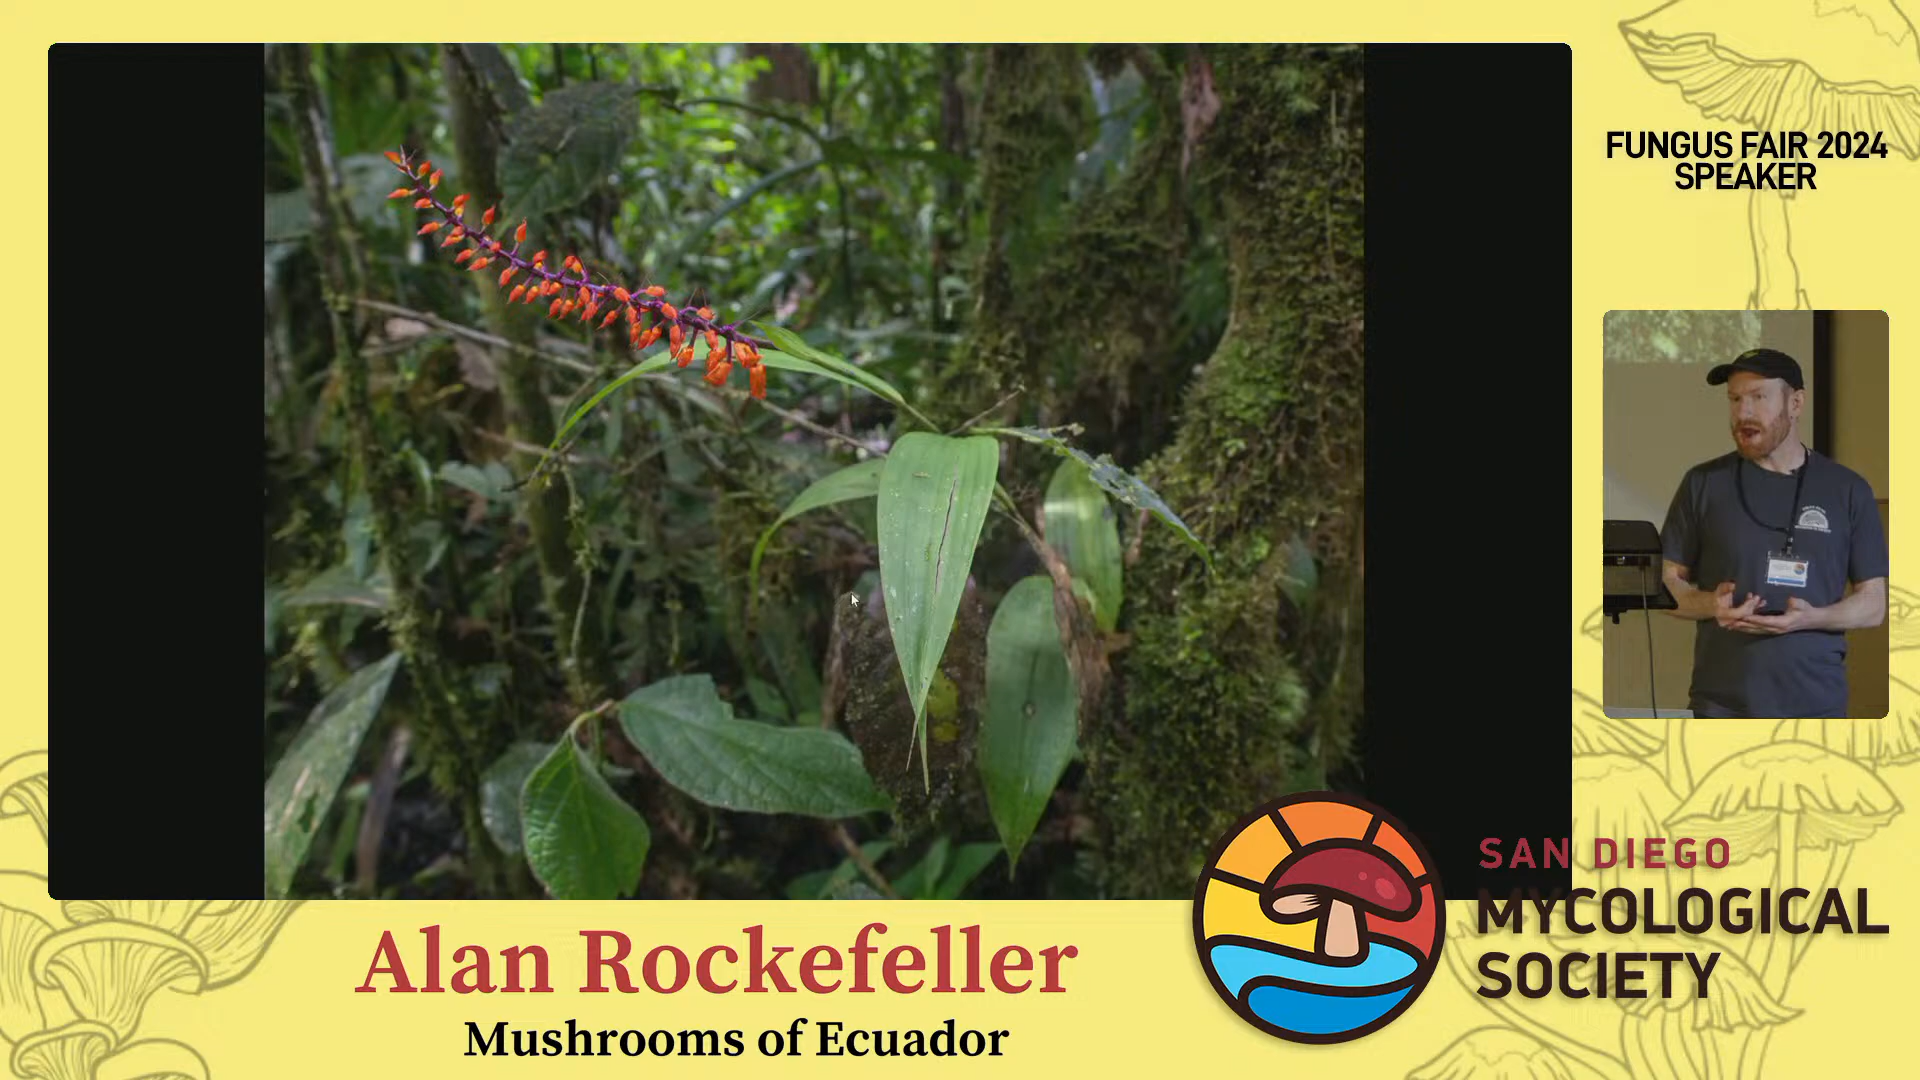 FUNGUS FAIR 2024
SPEAKER
SAN DIEGO
MYCOLOGICAL
SOCIETY
Alan Rockefeller
Mushrooms of Ecuador